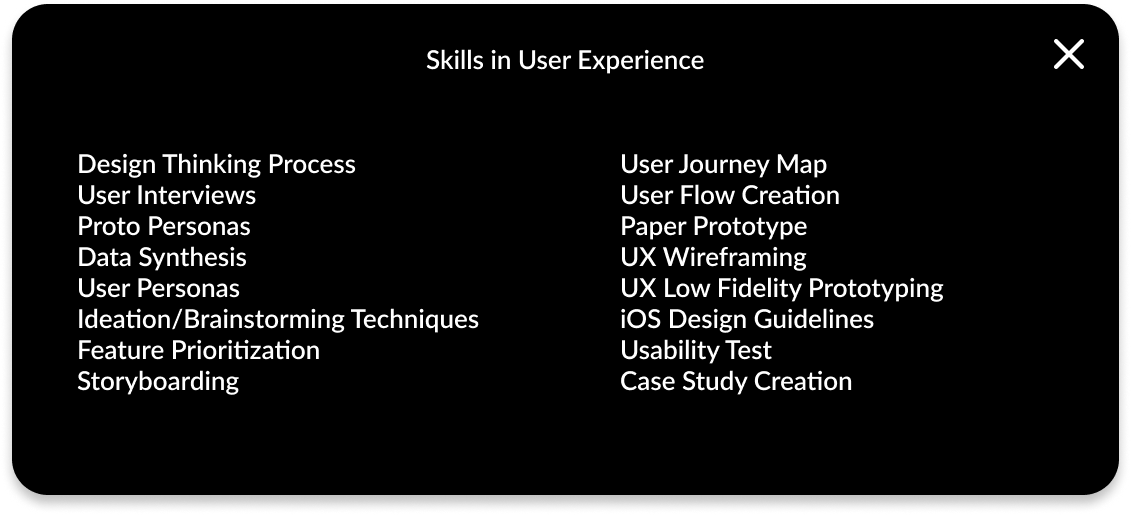 Skills in User Experience
Design Thinking Process
User Interviews
Proto Personas
Data Synthesis
User Personas
Ideation/Brainstorming Techniques
Feature Prioritization
Storyboarding
User Journey Map
User Flow Creation
Paper Prototype
UX Wireframing
UX Low Fidelity Prototyping
iOS Design Guidelines
Usability Test
Case Study Creation